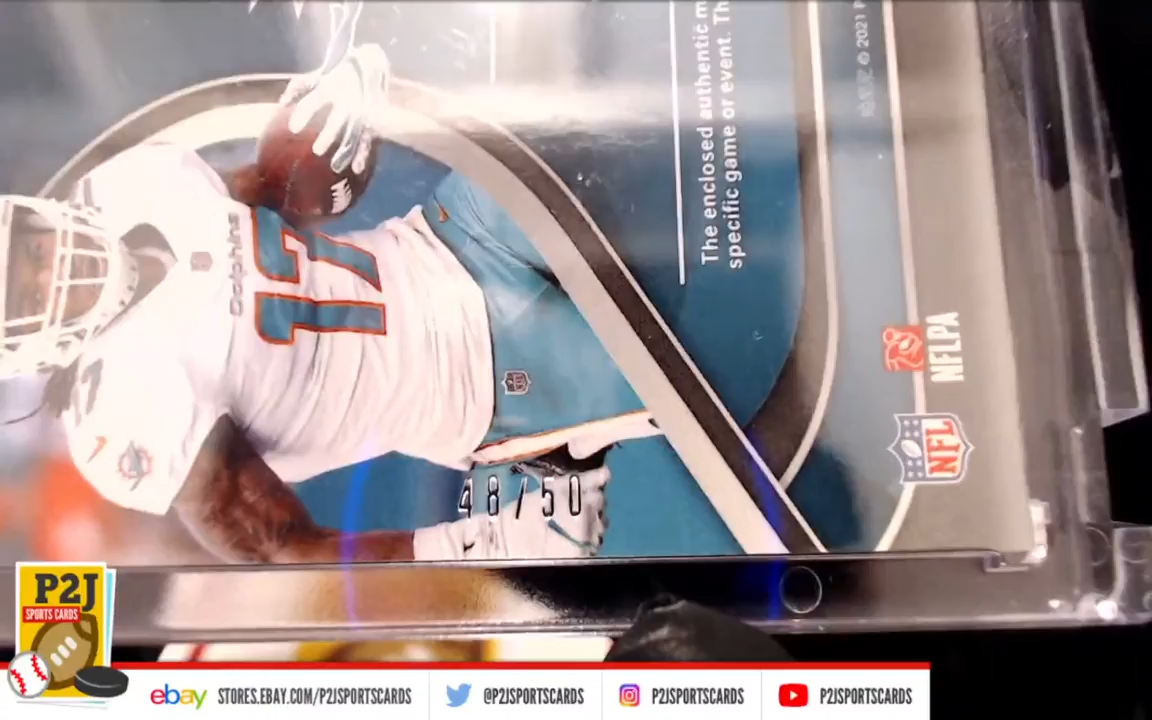 The enclosed authentic m
specific game or event. Th
© 2021 P
dolphins
17
48/50
NFLPA
NFL
P2J
SPORTS CARDS
ebay STORES.EBAY.COM/P2JSPORTSCARDS
@P2JSPORTSCARDS
P2JSPORTSCARDS
P2JSPORTSCARDS